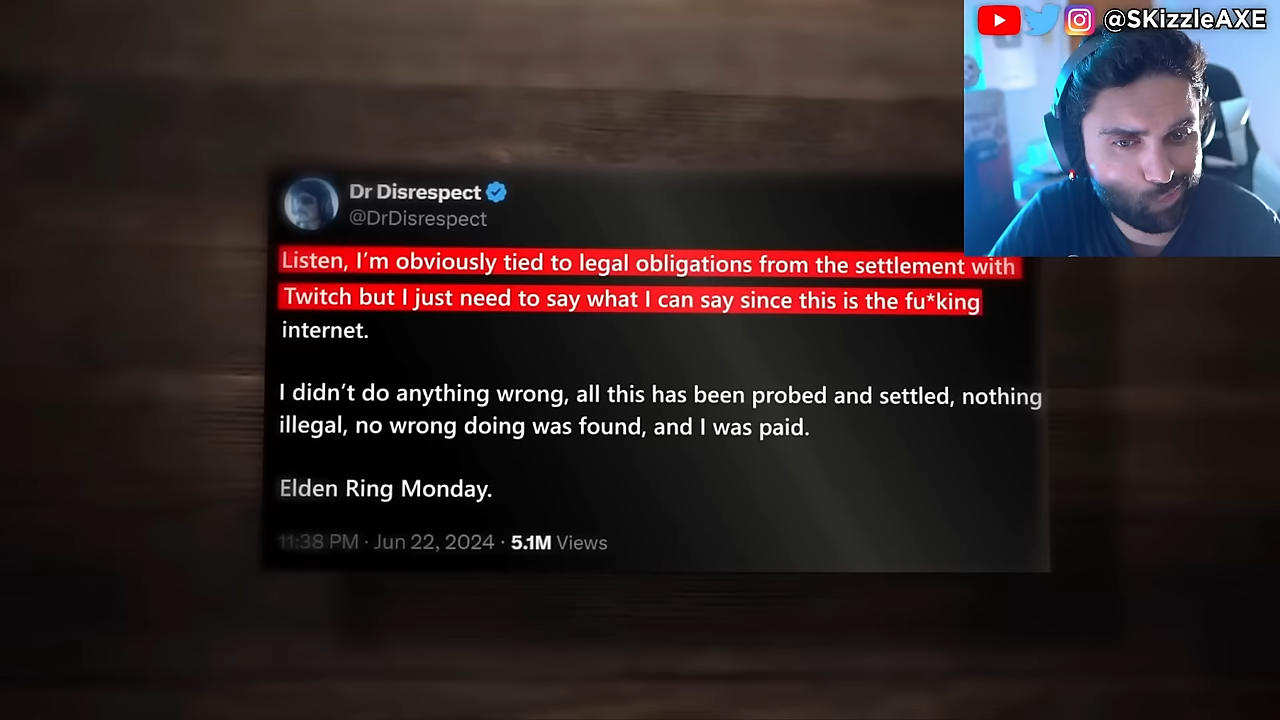 @SKizzleAXE
Dr Disrespect
@DrDisrespect
Listen, I'm obviously tied to legal obligations from the settlement with
Twitch but I just need to say what I can say since this is the fu*king
internet.
I didn't do anything wrong, all this has been probed and settled, nothing
illegal, no wrong doing was found, and I was paid.
Elden Ring Monday.
11:38 PM · Jun 22, 2024 · 5.1M Views